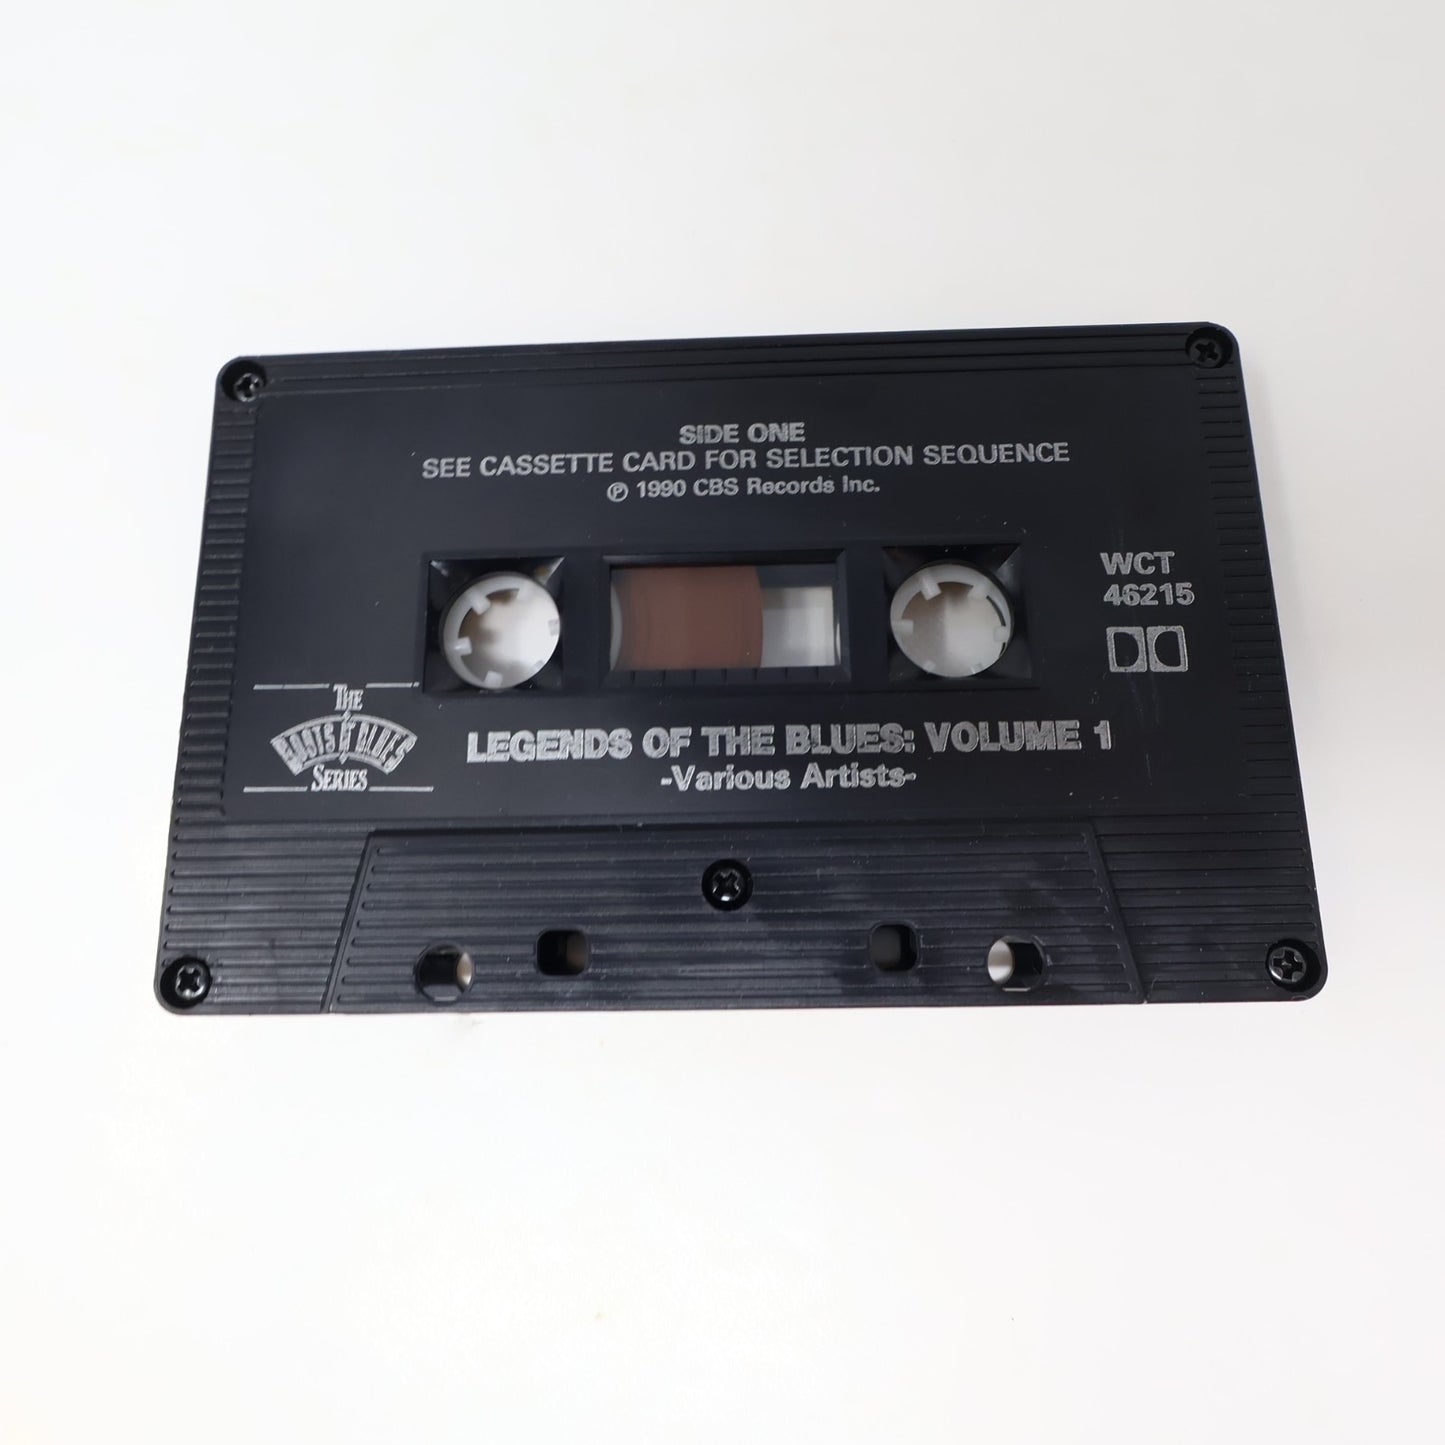 SIDE ONE
SEE CASSETTE CARD FOR SELECTION SEQUENCE
℗ 1990 CBS Records Inc.
WCT
46215
THE
ROOTS N' BLUES
SERIES
LEGENDS OF THE BLUES: VOLUME 1
-Various Artists-